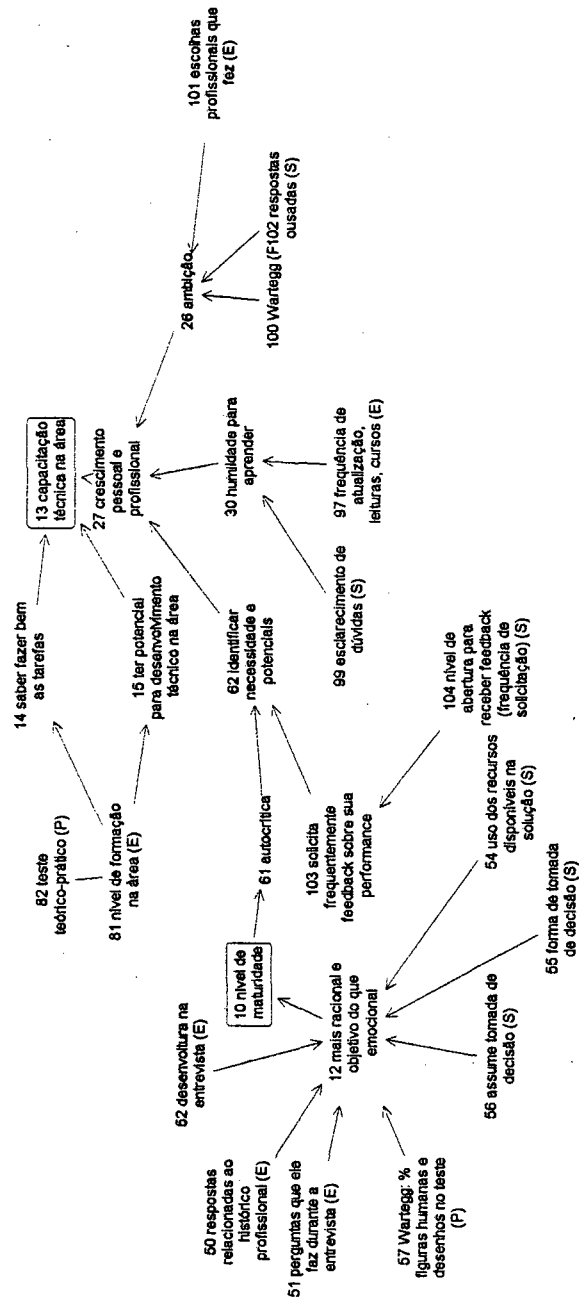 82 teste
teórico-prático (P)
81 nível de formação
na área (E)
14 saber fazer bem
as tarefas
15 ter potencial
para desenvolvimento
técnico na área
13 capacitação
técnica na área
27 crescimento
pessoal e
profissional
26 ambição
101 escolhas
profissionais que
fez (E)
100 Wartegg (F102 respostas
ousadas (S)
30 humildade para
aprender
97 frequência de
atualização,
leituras, cursos (E)
99 esclarecimento de
dúvidas (S)
62 identificar
necessidade e
potenciais
61 autocrítica
103 solicita
frequentemente
feedback sobre sua
performance
104 nível de
abertura para
receber feedback
(frequência de
solicitação) (S)
10 nível de
maturidade
12 mais racional e
objetivo do que
emocional
52 desenvoltura na
entrevista (E)
50 respostas
relacionadas ao
histórico
profissional (E)
51 perguntas que ele
faz durante a
entrevista (E)
57 Wartegg: %
figuras humanas e
desenhos no teste
(P)
56 assume tomada de
decisão (S)
55 forma de tomada
de decisão (S)
54 uso dos recursos
disponíveis na
solução (S)